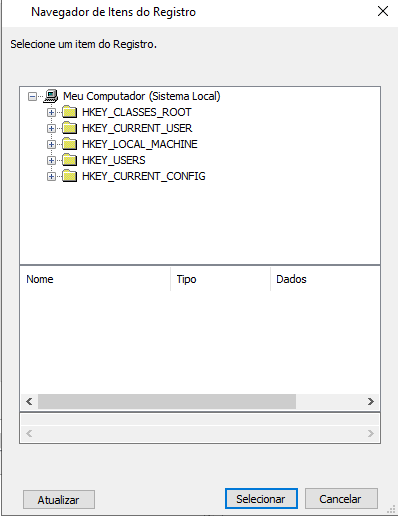 Navegador de Itens do Registro
Selecione um item do Registro.
Meu Computador (Sistema Local)
HKEY_CLASSES_ROOT
HKEY_CURRENT_USER
HKEY_LOCAL_MACHINE
HKEY_USERS
HKEY_CURRENT_CONFIG
Nome Tipo Dados
Atualizar Selecionar Cancelar